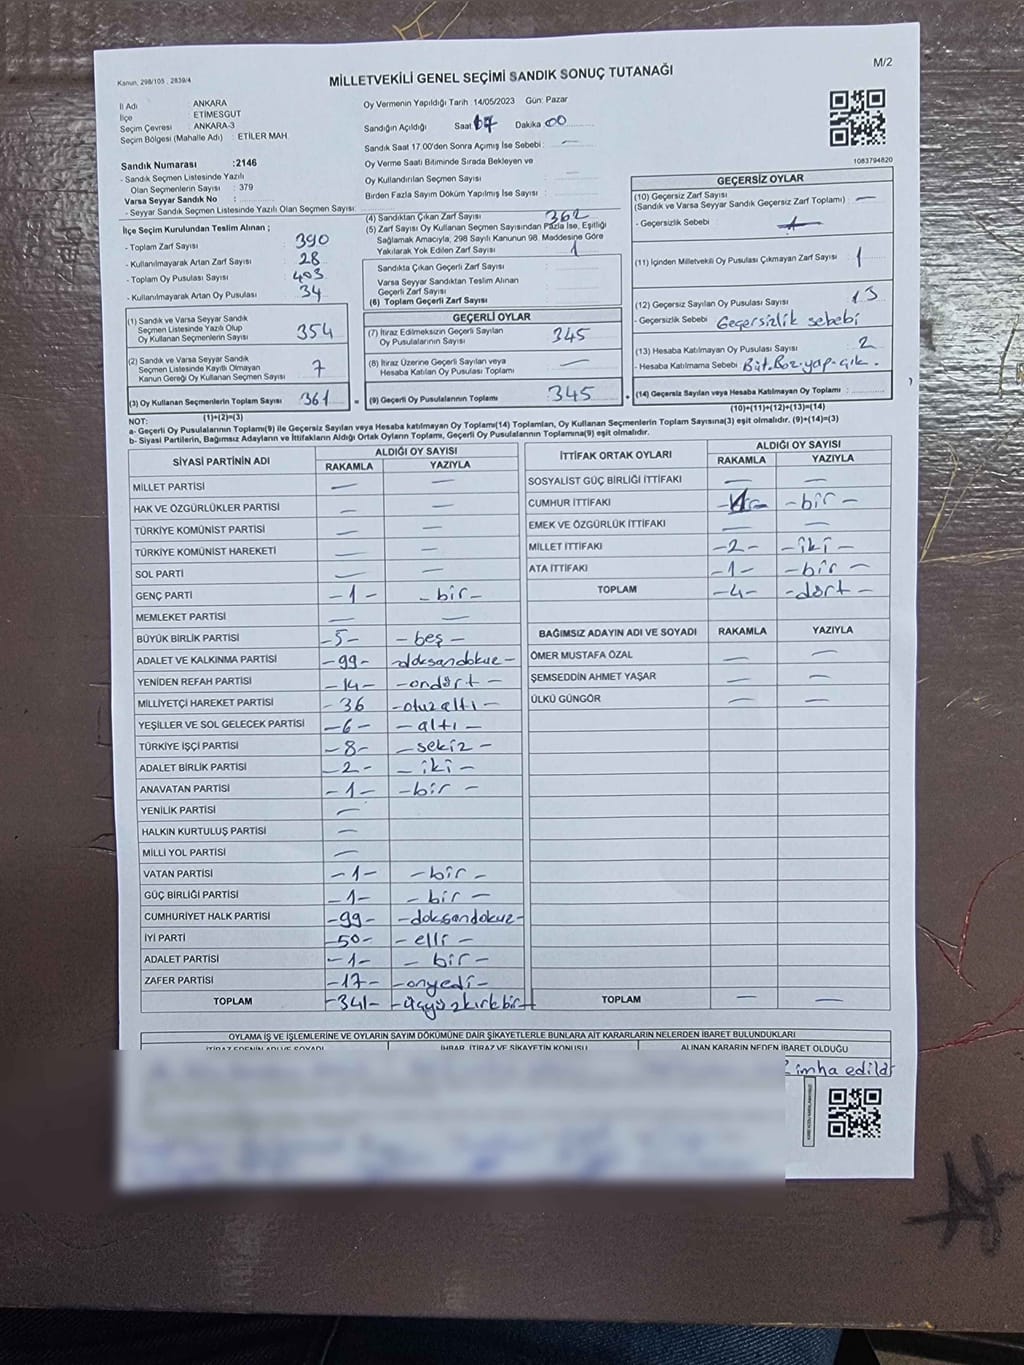 Kanun, 298/105 , 2839/4
MİLLETVEKİLİ GENEL SEÇİMİ SANDIK SONUÇ TUTANAĞI
M/2
İl Adı : ANKARA
İlçe : ETİMESGUT
Seçim Çevresi : ANKARA-3
Seçim Bölgesi (Mahalle Adı) : ETİLER MAH.
Oy Vermenin Yapıldığı Tarih :14/05/2023 Gün: Pazar
Sandığın Açıldığı Saat 17 Dakika 00
Sandık Saat 17.00'den Sonra Açımış İse Sebebi : —
Oy Verme Saati Bitiminde Sırada Bekleyen ve
Oy Kullandırılan Seçmen Sayısı : —
Birden Fazla Sayım Döküm Yapılmış İse Sayısı :
1083794820
Sandık Numarası :2146
- Sandık Seçmen Listesinde Yazılı
Olan Seçmenlerin Sayısı : 379
Varsa Seyyar Sandık No :
- Seyyar Sandık Seçmen Listesinde Yazılı Olan Seçmen Sayısı:
İlçe Seçim Kurulundan Teslim Alınan ;
- Toplam Zarf Sayısı : 390
- Kullanılmayarak Artan Zarf Sayısı : 28
- Toplam Oy Pusulası Sayısı : 403
- Kullanılmayarak Artan Oy Pusulası : 34
(1) Sandık ve Varsa Seyyar Sandık
Seçmen Listesinde Yazılı Olup
Oy Kullanan Seçmenlerin Sayısı : 354
(2) Sandık ve Varsa Seyyar Sandık
Seçmen Listesinde Kayıtlı Olmayan
Kanun Gereği Oy Kullanan Seçmen Sayısı : 7
(3) Oy Kullanan Seçmenlerin Toplam Sayısı : 361
(1)+(2)=(3)
(4) Sandıktan Çıkan Zarf Sayısı : 362
(5) Zarf Sayısı Oy Kullanan Seçmen Sayısından Fazla İse, Eşitliği
Sağlamak Amacıyla, 298 Sayılı Kanunun 98. Maddesine Göre
Yakılarak Yok Edilen Zarf Sayısı : 1
Sandıkta Çıkan Geçerli Zarf Sayısı :
Varsa Seyyar Sandıktan Teslim Alınan
Geçerli Zarf Sayısı :
(6) Toplam Geçerli Zarf Sayısı :
GEÇERLİ OYLAR
(7) İtiraz Edilmeksizin Geçerli Sayılan
Oy Pusulalarının Sayısı : 345
(8) İtiraz Üzerine Geçerli Sayılan veya
Hesaba Katılan Oy Pusulaları Toplamı : —
= (9) Geçerli Oy Pusulalarının Toplamı : 345 +
GEÇERSİZ OYLAR
(10) Geçersiz Zarf Sayısı : —
(Sandık ve Varsa Seyyar Sandık Geçersiz Zarf Toplamı)
- Geçersizlik Sebebi :
(11) İçinden Milletvekili Oy Pusulası Çıkmayan Zarf Sayısı : 1
(12) Geçersiz Sayılan Oy Pusulası Sayısı : 13
- Geçersizlik Sebebi : Geçersizlik sebebi
(13) Hesaba Katılmayan Oy Pusulası Sayısı : 2
- Hesaba Katılmama Sebebi :
(14) Geçersiz Sayılan veya Hesaba Katılmayan Oy Toplamı :
(10)+(11)+(12)+(13)=(14)
NOT:
a- Geçerli Oy Pusulalarının Toplamı(9) ile Geçersiz Sayılan veya Hesaba katılmayan Oy Toplamı(14) Toplamları, Oy Kullanan Seçmenlerin Toplam Sayısına(3) eşit olmalıdır. (9)+(14)=(3)
b- Siyasi Partilerin, Bağımsız Adayların ve İttifakların Aldığı Ortak Oyların Toplamı, Geçerli Oy Pusulalarının Toplamına(9) eşit olmalıdır.
SİYASİ PARTİNİN ADI ALDIĞI OY SAYISI
RAKAMLA YAZIYLA
MİLLET PARTİSİ — —
HAK VE ÖZGÜRLÜKLER PARTİSİ — —
TÜRKİYE KOMÜNİST PARTİSİ — —
TÜRKİYE KOMÜNİST HAREKETİ — —
SOL PARTİ — —
GENÇ PARTİ -1- -bir-
MEMLEKET PARTİSİ — —
BÜYÜK BİRLİK PARTİSİ -5- -beş-
ADALET VE KALKINMA PARTİSİ -99- -doksandokuz-
YENİDEN REFAH PARTİSİ -14- -ondört-
MİLLİYETÇİ HAREKET PARTİSİ -36 -otuzaltı-
YEŞİLLER VE SOL GELECEK PARTİSİ -6- -altı-
TÜRKİYE İŞÇİ PARTİSİ -8- -sekiz-
ADALET BİRLİK PARTİSİ -2- -iki-
ANAVATAN PARTİSİ -1- -bir-
YENİLİK PARTİSİ —
HALKIN KURTULUŞ PARTİSİ —
MİLLİ YOL PARTİSİ —
VATAN PARTİSİ -1- -bir-
GÜÇ BİRLİĞİ PARTİSİ -1- -bir-
CUMHURİYET HALK PARTİSİ -99- -doksandokuz-
İYİ PARTİ -50- -elli-
ADALET PARTİSİ -1- -bir-
ZAFER PARTİSİ -17- -onyedi-
TOPLAM -341- -üçyüzkırkbir-
İTTİFAK ORTAK OYLARI ALDIĞI OY SAYISI
RAKAMLA YAZIYLA
SOSYALİST GÜÇ BİRLİĞİ İTTİFAKI — —
CUMHUR İTTİFAKI -1- -bir-
EMEK VE ÖZGÜRLÜK İTTİFAKI — —
MİLLET İTTİFAKI -2- -iki-
ATA İTTİFAKI -1- -bir-
TOPLAM -4- -dört-
BAĞIMSIZ ADAYIN ADI VE SOYADI RAKAMLA YAZIYLA
ÖMER MUSTAFA ÖZAL — —
ŞEMSEDDİN AHMET YAŞAR — —
ÜLKÜ GÜNGÖR — —
TOPLAM — —
OYLAMA İŞ VE İŞLEMLERİNE VE OYLARIN SAYIM DÖKÜMÜNE DAİR ŞİKAYETLERLE BUNLARA AİT KARARLARIN NELERDEN İBARET BULUNDUKLARI
İTİRAZ EDENİN ADI VE SOYADI İHBAR, İTİRAZ VE ŞİKAYETİN KONUSU ALINAN KARARIN NEDEN İBARET OLDUĞU
imha edildi